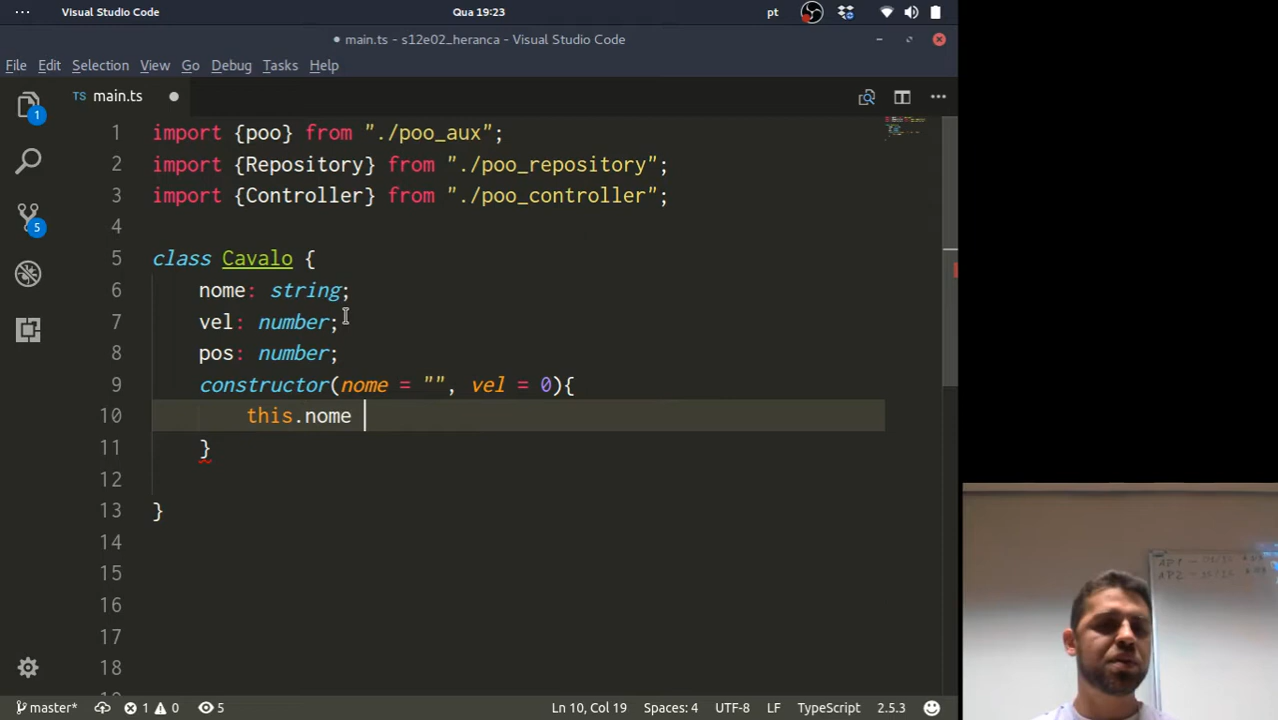 Visual Studio Code
Qua 19:23
pt
● main.ts - s12e02_heranca - Visual Studio Code
File Edit Selection View Go Debug Tasks Help
TS main.ts
1 import {poo} from "./poo_aux";
2 import {Repository} from "./poo_repository";
3 import {Controller} from "./poo_controller";
4
5 class Cavalo {
6 nome: string;
7 vel: number;
8 pos: number;
9 constructor(nome = "", vel = 0){
10 this.nome
11 }
12
13 }
14
15
16
17
18
1
5
master* 1 0 5 Ln 10, Col 19 Spaces: 4 UTF-8 LF TypeScript 2.5.3